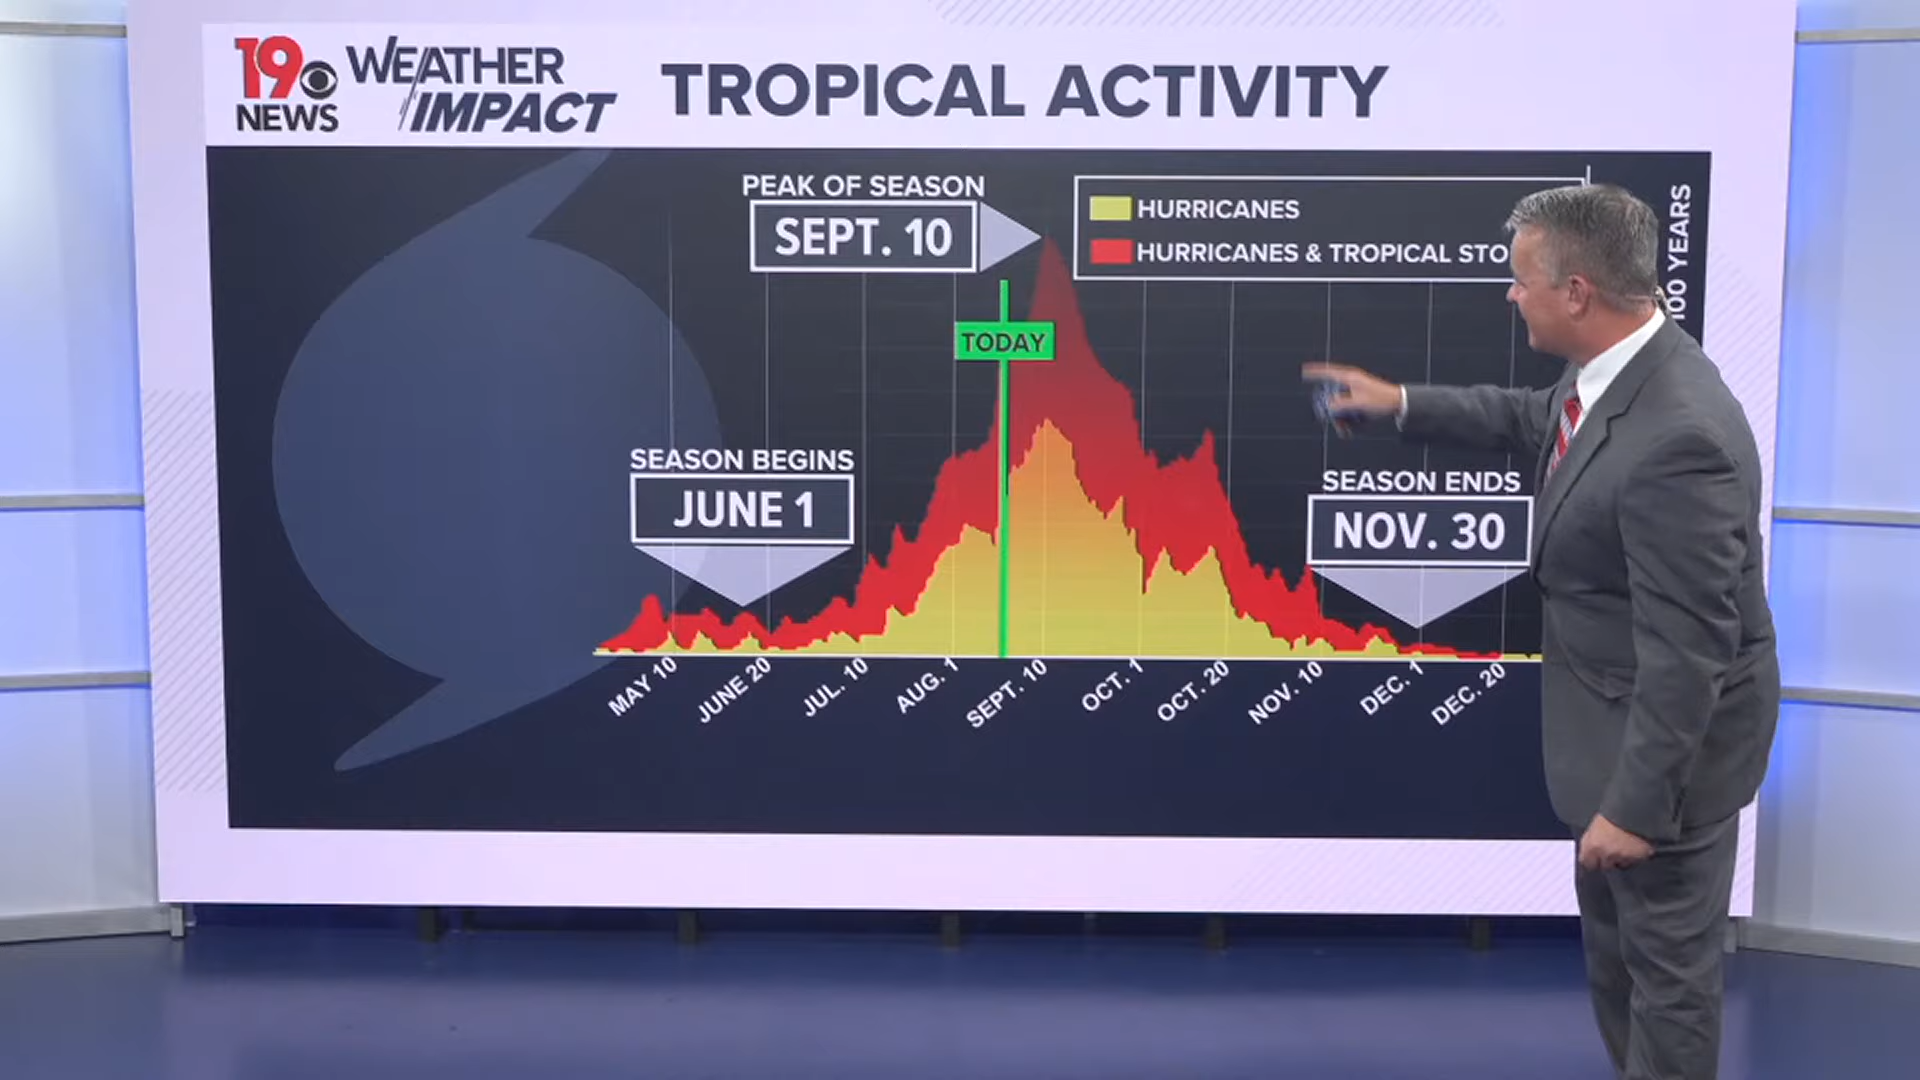 19 NEWS
WEATHER
IMPACT
TROPICAL ACTIVITY
PEAK OF SEASON
SEPT. 10
HURRICANES
HURRICANES & TROPICAL
100 YEARS
TODAY
SEASON BEGINS
JUNE 1
SEASON ENDS
NOV. 30
MAY 10
JUNE 20
JUL. 10
AUG. 1
SEPT. 10
OCT. 1
OCT. 20
NOV. 10
DEC. 1
DEC. 20